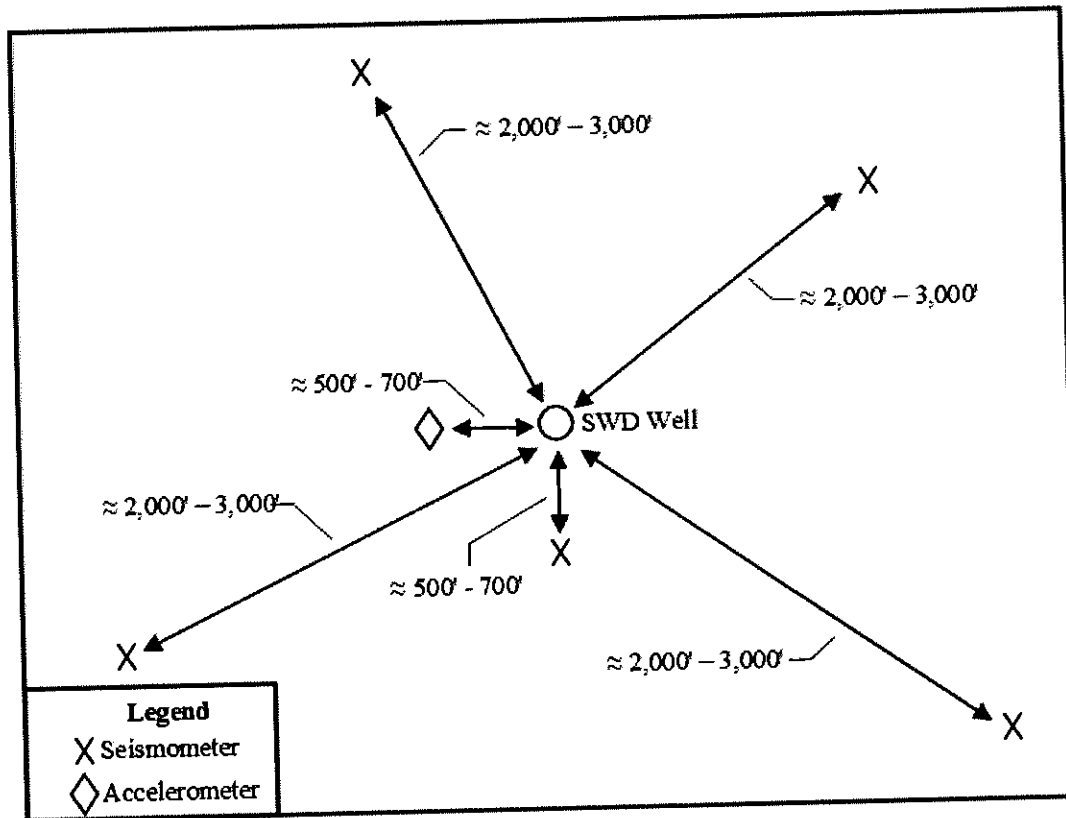 X
≈ 2,000' – 3,000'
X
≈ 2,000' – 3,000'
≈ 500' - 700'
SWD Well
≈ 2,000' – 3,000'
X
≈ 500' - 700'
X
≈ 2,000' – 3,000'
X
Legend
X Seismometer
Accelerometer